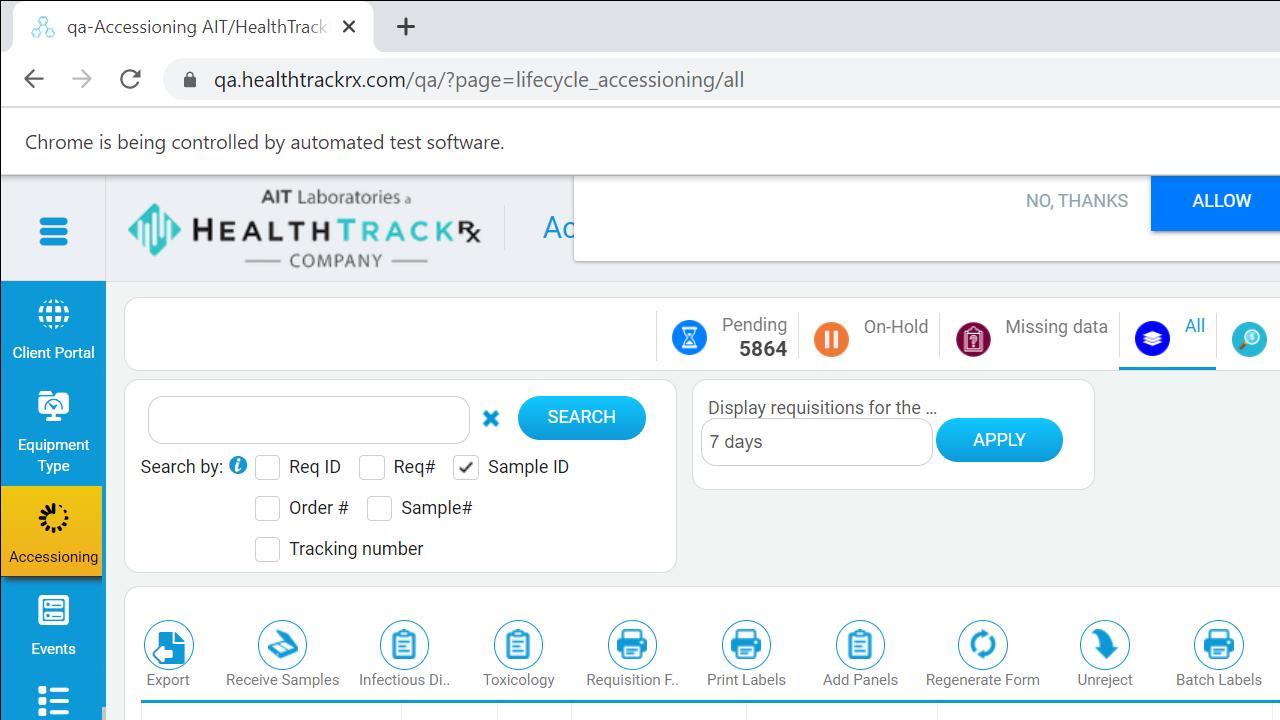 qa-Accessioning AIT/HealthTrack
qa.healthtrackrx.com/qa/?page=lifecycle_accessioning/all
Chrome is being controlled by automated test software.
AIT Laboratories a
HEALTHTRACKRx
COMPANY
Ac
NO, THANKS
ALLOW
Client Portal
Equipment
Type
Accessioning
Events
Pending
5864
On-Hold
Missing data
All
SEARCH
Search by:
Req ID
Req#
Sample ID
Order #
Sample#
Tracking number
Display requisitions for the ...
7 days
APPLY
Export
Receive Samples
Infectious Di..
Toxicology
Requisition F..
Print Labels
Add Panels
Regenerate Form
Unreject
Batch Labels